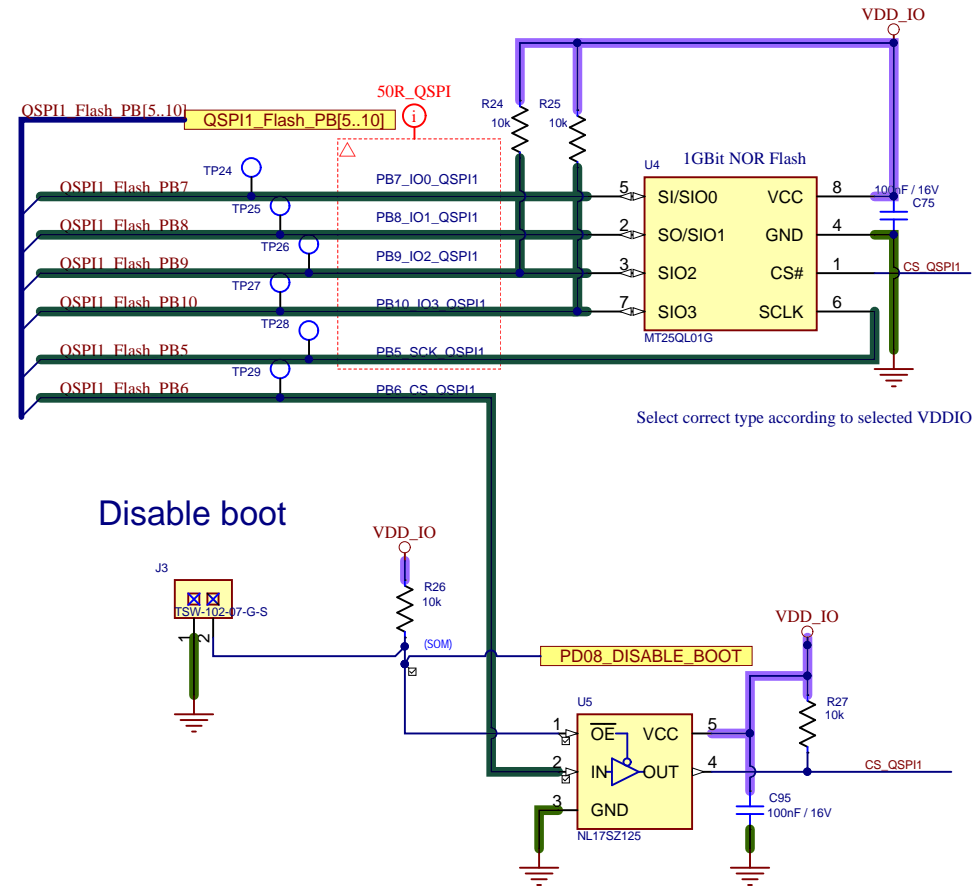 VDD_IO
50R_QSPI
QSPI1_Flash_PB[5..10]
QSPI1_Flash_PB[5..10]
i
R24
10k
R25
10k
U4
1GBit NOR Flash
TP24
QSPI1_Flash_PB7
PB7_IO0_QSPI1
5
SI/SIO0
VCC
8
100nF / 16V
C75
TP25
QSPI1_Flash_PB8
PB8_IO1_QSPI1
2
SO/SIO1
GND
4
TP26
QSPI1_Flash_PB9
PB9_IO2_QSPI1
3
SIO2
CS#
1
CS_QSPI1
TP27
QSPI1_Flash_PB10
PB10_IO3_QSPI1
7
SIO3
SCLK
6
MT25QL01G
TP28
QSPI1_Flash_PB5
PB5_SCK_QSPI1
TP29
QSPI1_Flash_PB6
PB6_CS_QSPI1
Select correct type according to selected VDDIO
Disable boot
VDD_IO
J3
TSW-102-07-G-S
1
2
R26
10k
(SOM)
PD08_DISABLE_BOOT
VDD_IO
R27
10k
U5
1
OE
VCC
5
2
IN
OUT
4
CS_QSPI1
3
GND
NL17SZ125
C95
100nF / 16V